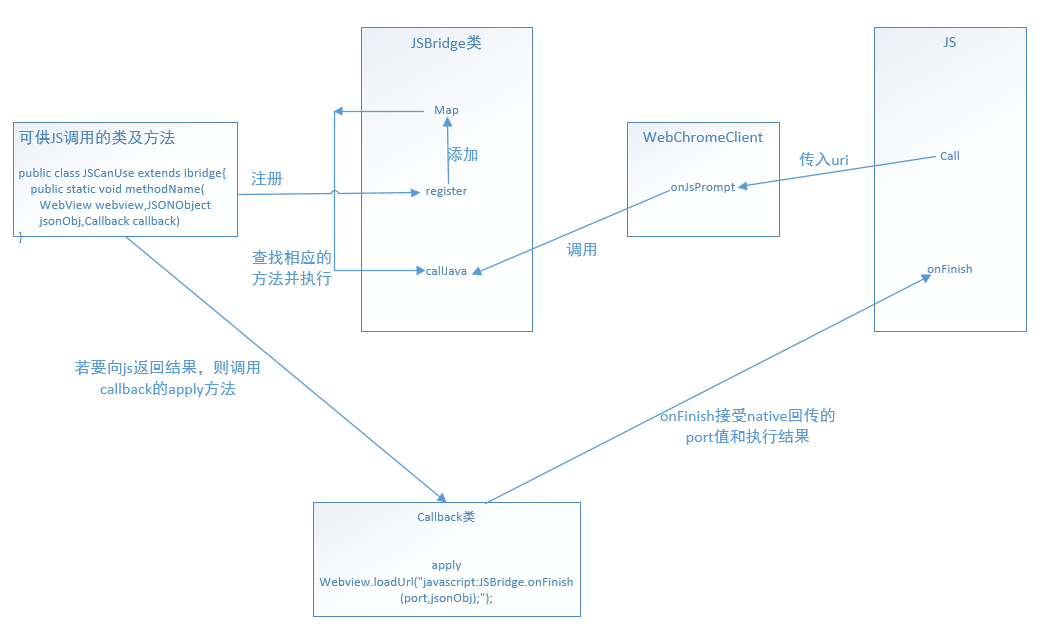 JSBridge类
JS
Map
可供JS调用的类及方法
WebChromeClient
添加
传入uri
Call
public class JSCanUse extends Ibridge{
public static void methodName(
WebView webview,JSONObject
jsonObj,Callback callback)
}
注册
register
onJsPrompt
查找相应的
方法并执行
调用
callJava
onFinish
若要向js返回结果，则调用
callback的apply方法
onFinish接受native回传的
port值和执行结果
Callback类
apply
Webview.loadUrl("javascript:JSBridge.onFinish
(port,jsonObj);");